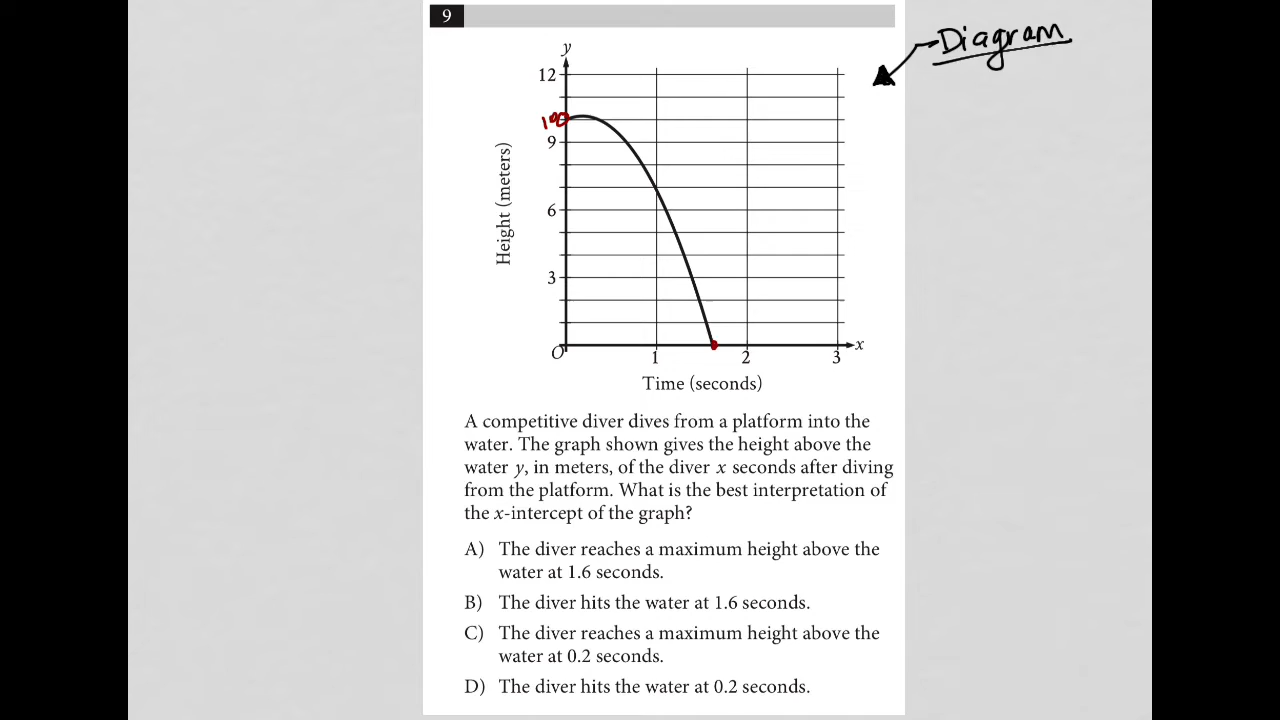 9
Diagram
y
12
10
9
6
3
O
1
2
3
x
Height (meters)
Time (seconds)
A competitive diver dives from a platform into the
water. The graph shown gives the height above the
water y, in meters, of the diver x seconds after diving
from the platform. What is the best interpretation of
the x-intercept of the graph?
A) The diver reaches a maximum height above the
water at 1.6 seconds.
B) The diver hits the water at 1.6 seconds.
C) The diver reaches a maximum height above the
water at 0.2 seconds.
D) The diver hits the water at 0.2 seconds.